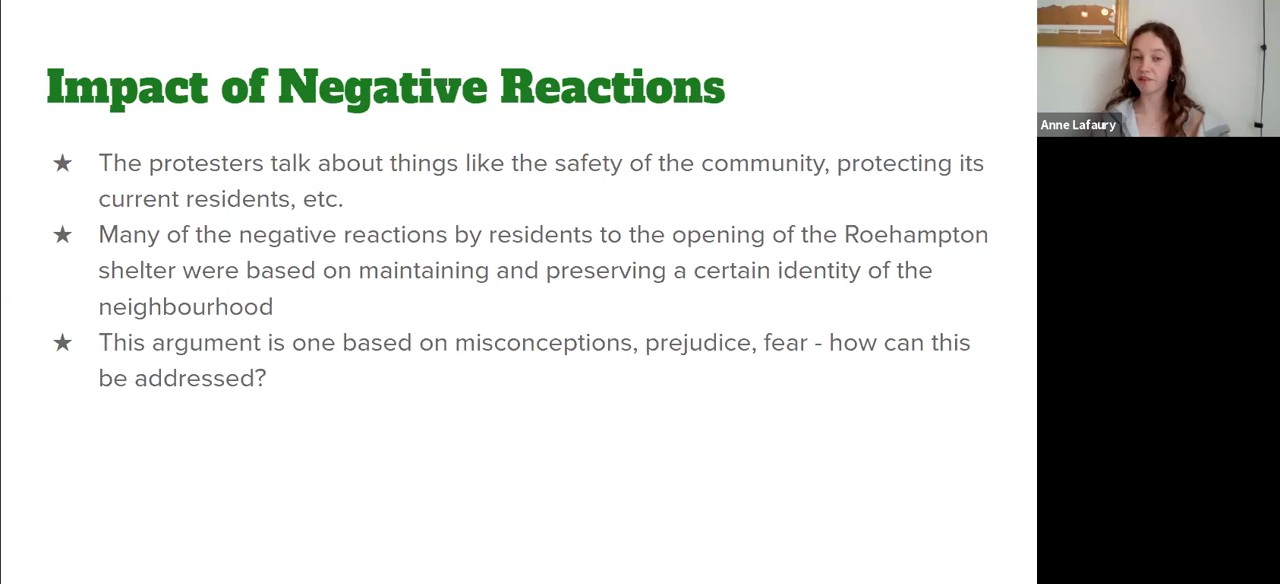 Impact of Negative Reactions
★ The protesters talk about things like the safety of the community, protecting its
current residents, etc.
★ Many of the negative reactions by residents to the opening of the Roehampton
shelter were based on maintaining and preserving a certain identity of the
neighbourhood
★ This argument is one based on misconceptions, prejudice, fear - how can this
be addressed?
Anne Lafaury